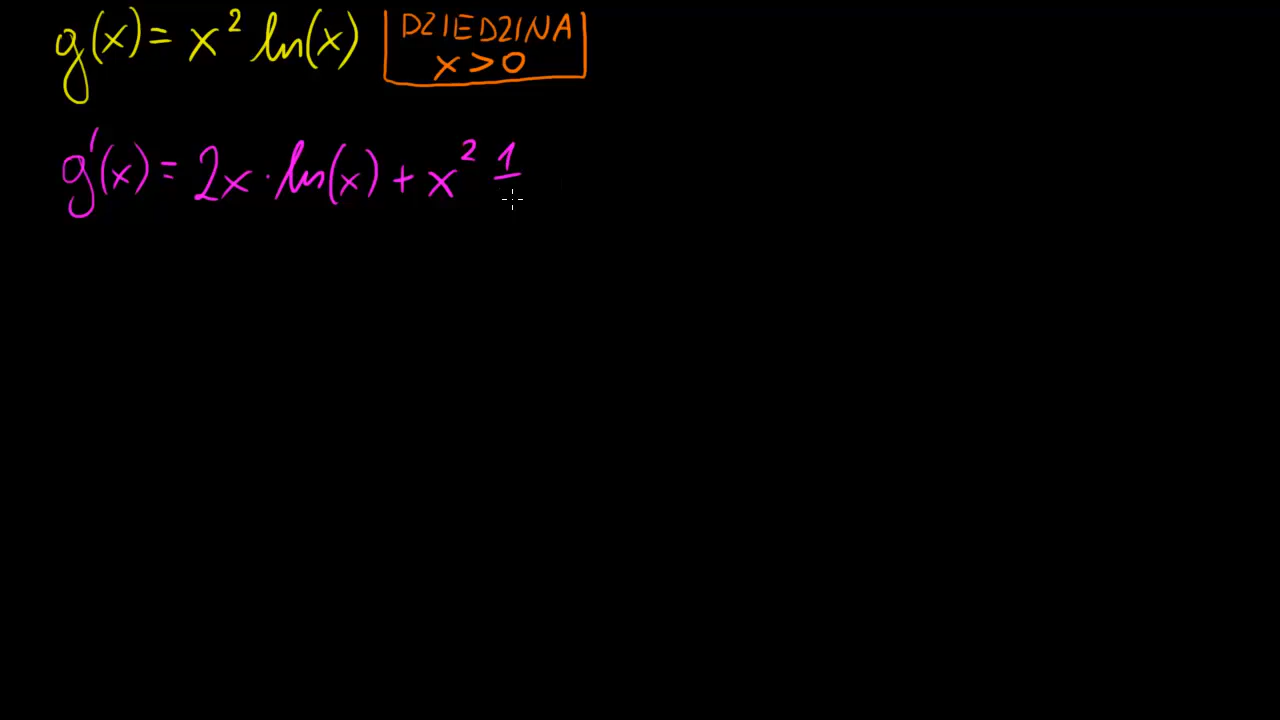 g(x) = x² ln(x) DZIEDZINA
x > 0
g'(x) = 2x · ln(x) + x² 1/